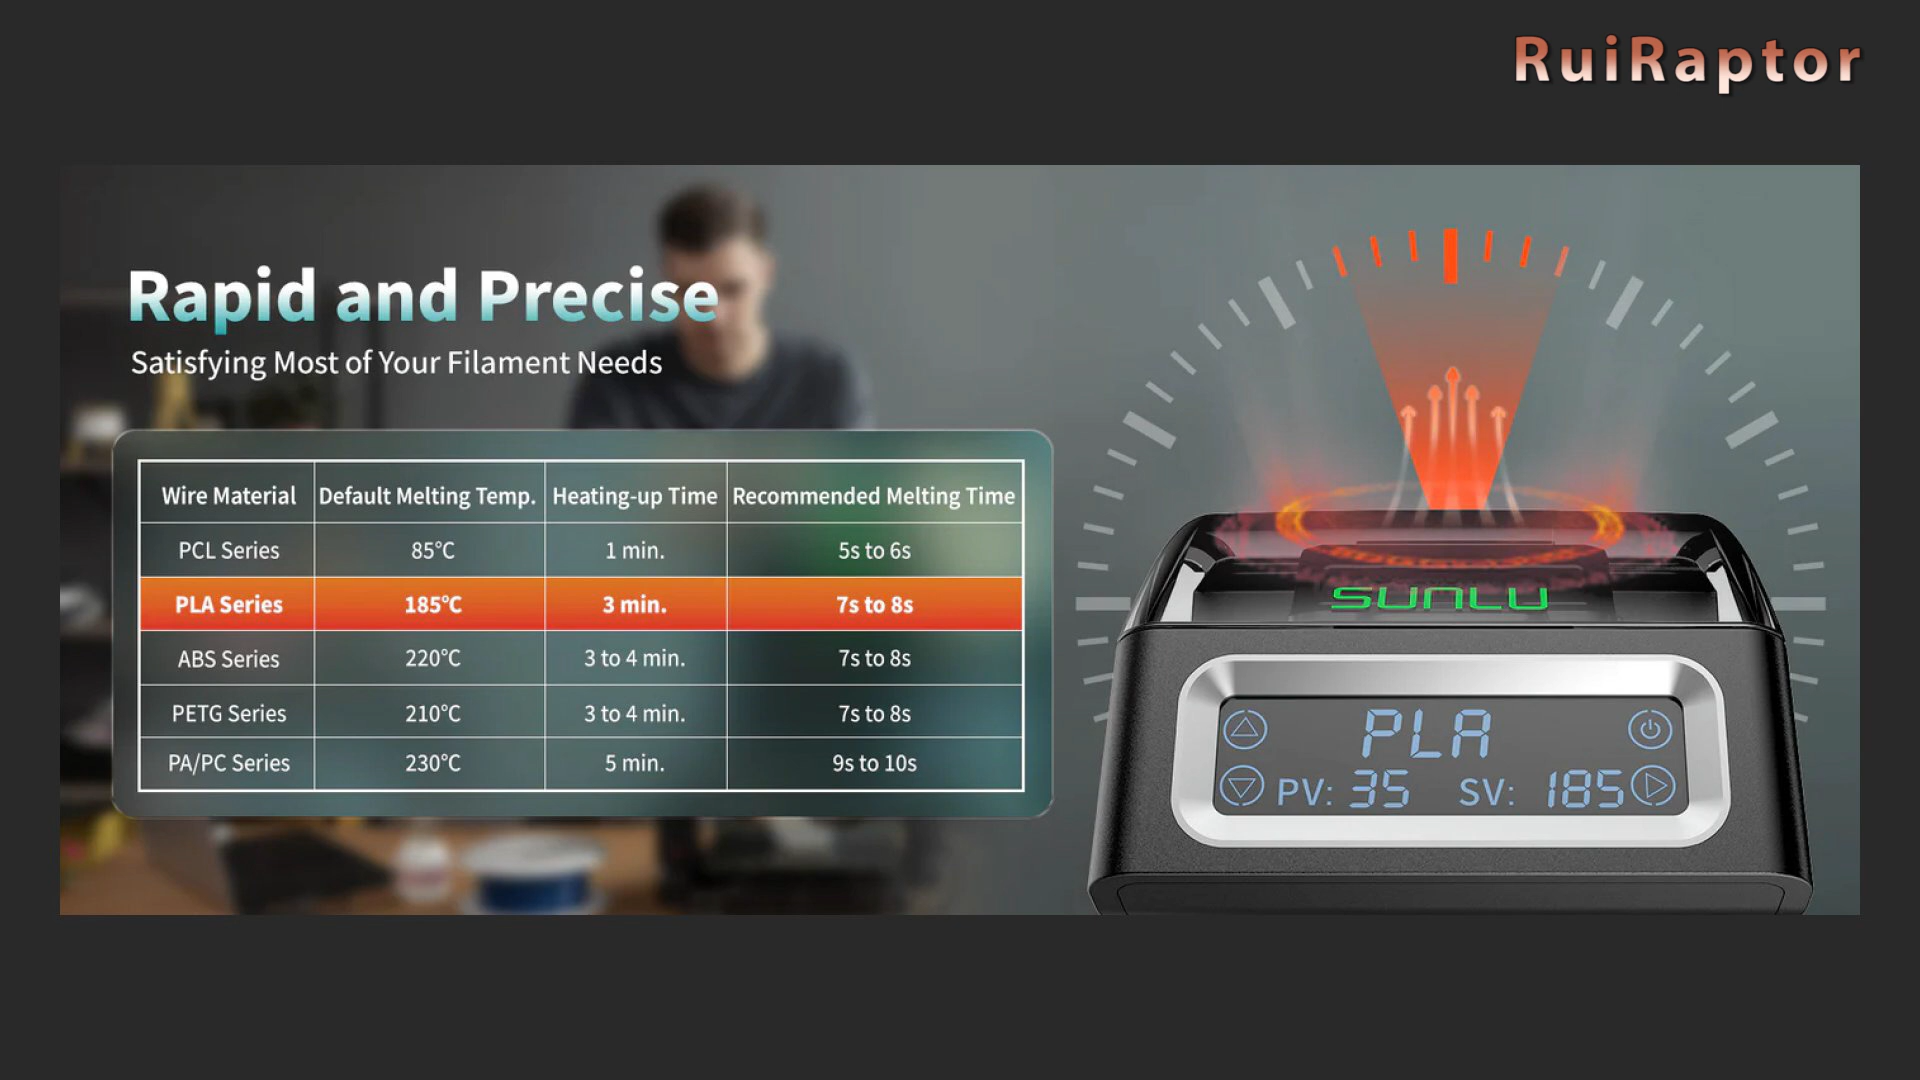 RuiRaptor
Rapid and Precise
Satisfying Most of Your Filament Needs
Wire Material Default Melting Temp. Heating-up Time Recommended Melting Time
PCL Series 85°C 1 min. 5s to 6s
PLA Series 185°C 3 min. 7s to 8s
ABS Series 220°C 3 to 4 min. 7s to 8s
PETG Series 210°C 3 to 4 min. 7s to 8s
PA/PC Series 230°C 5 min. 9s to 10s
SUNLU
PLA
PV: 35 SV: 185